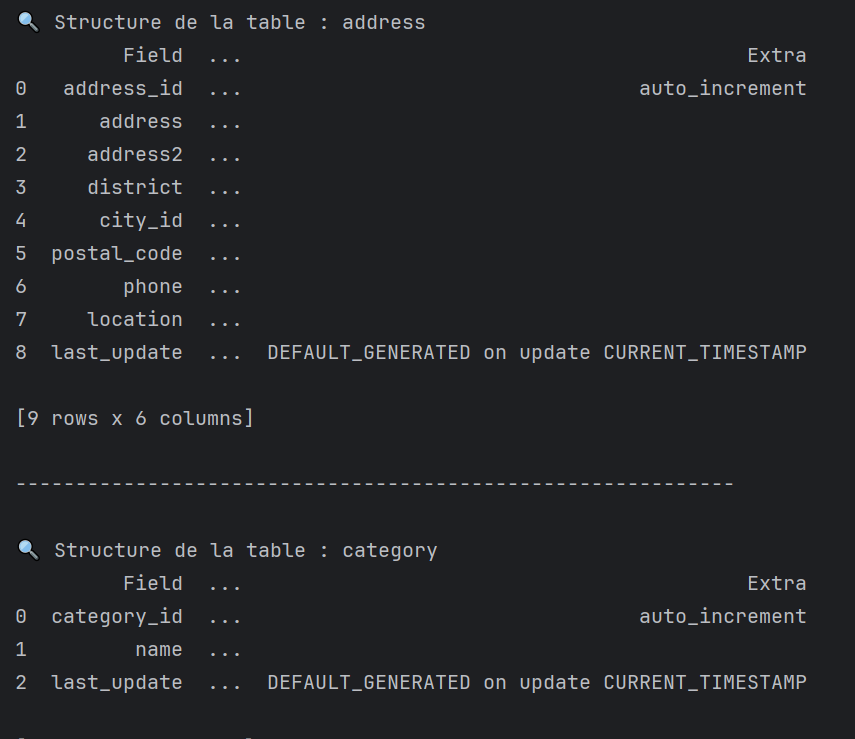 🔍 Structure de la table : address
Field ... Extra
0 address_id ... auto_increment
1 address ...
2 address2 ...
3 district ...
4 city_id ...
5 postal_code ...
6 phone ...
7 location ...
8 last_update ... DEFAULT_GENERATED on update CURRENT_TIMESTAMP
[9 rows x 6 columns]
------------------------------------------------------------
🔍 Structure de la table : category
Field ... Extra
0 category_id ... auto_increment
1 name ...
2 last_update ... DEFAULT_GENERATED on update CURRENT_TIMESTAMP